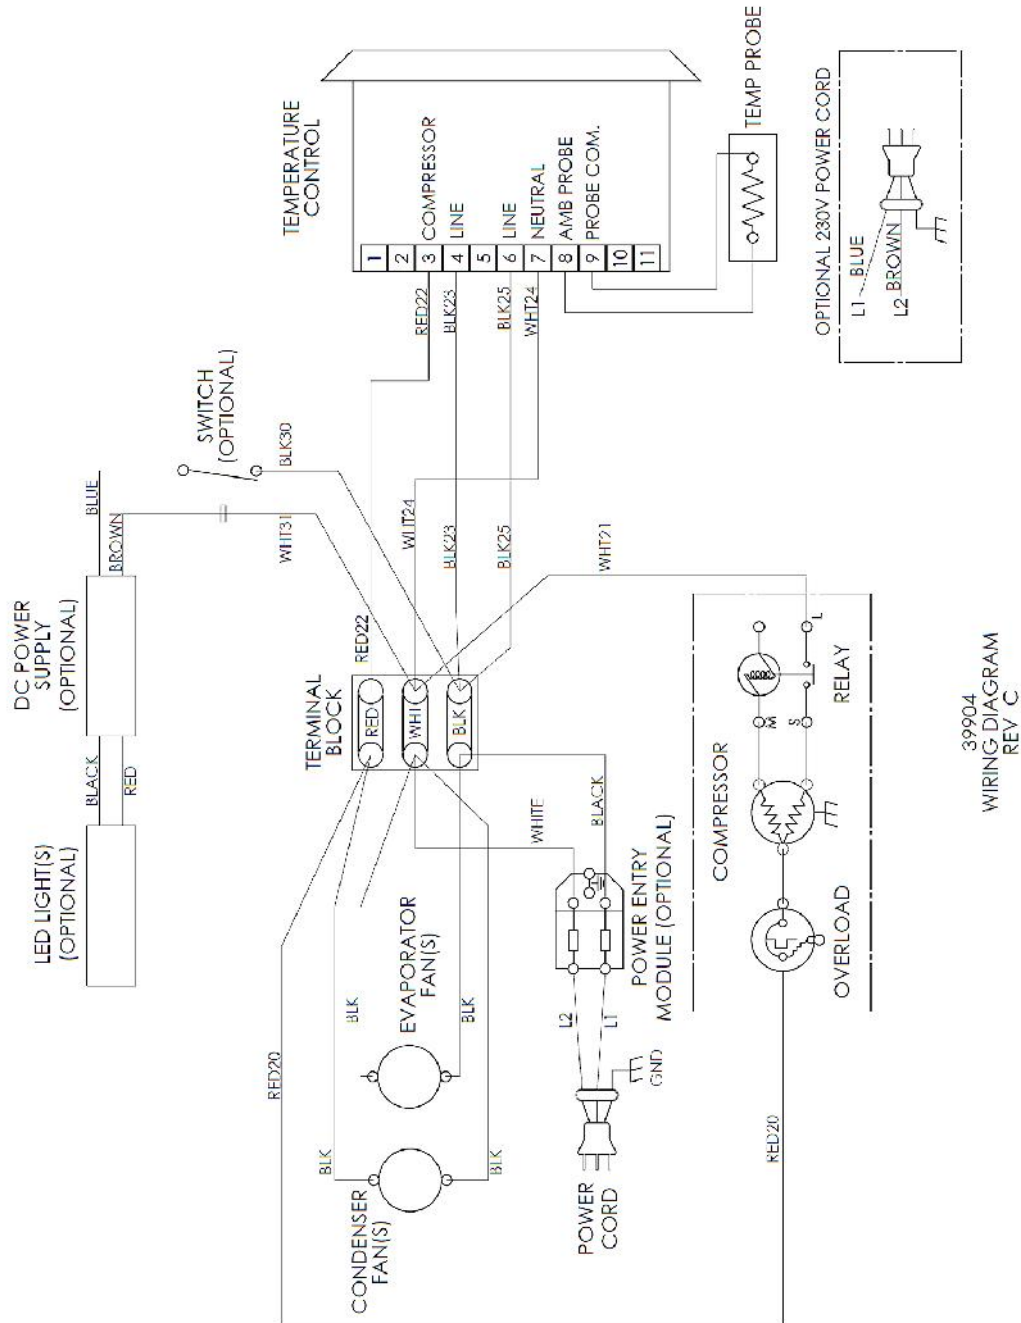 LED LIGHT(S)
(OPTIONAL)
BLACK
RED
DC POWER
SUPPLY
(OPTIONAL)
BLUE
BROWN
SWITCH
(OPTIONAL)
WHT31
BLK30
TEMPERATURE
CONTROL
1
2
3 COMPRESSOR
4 LINE
5
6 LINE
7 NEUTRAL
8 AMB PROBE
9 PROBE COM.
10
11
RED22
BLK23
BLK25
WHT24
TEMP PROBE
TERMINAL
BLOCK
RED
WHI
BLK
RED22
WHT24
BLK23
BLK25
WHT21
RED20
BLK
BLK
EVAPORATOR
FAN(S)
BLK
BLK
CONDENSER
FAN(S)
WHITE
BLACK
POWER ENTRY
MODULE (OPTIONAL)
L2
L1
GND
POWER
CORD
COMPRESSOR
OVERLOAD
RELAY
M
S
L
RED20
OPTIONAL 230V POWER CORD
L1 BLUE
L2 BROWN
39904
WIRING DIAGRAM
REV C